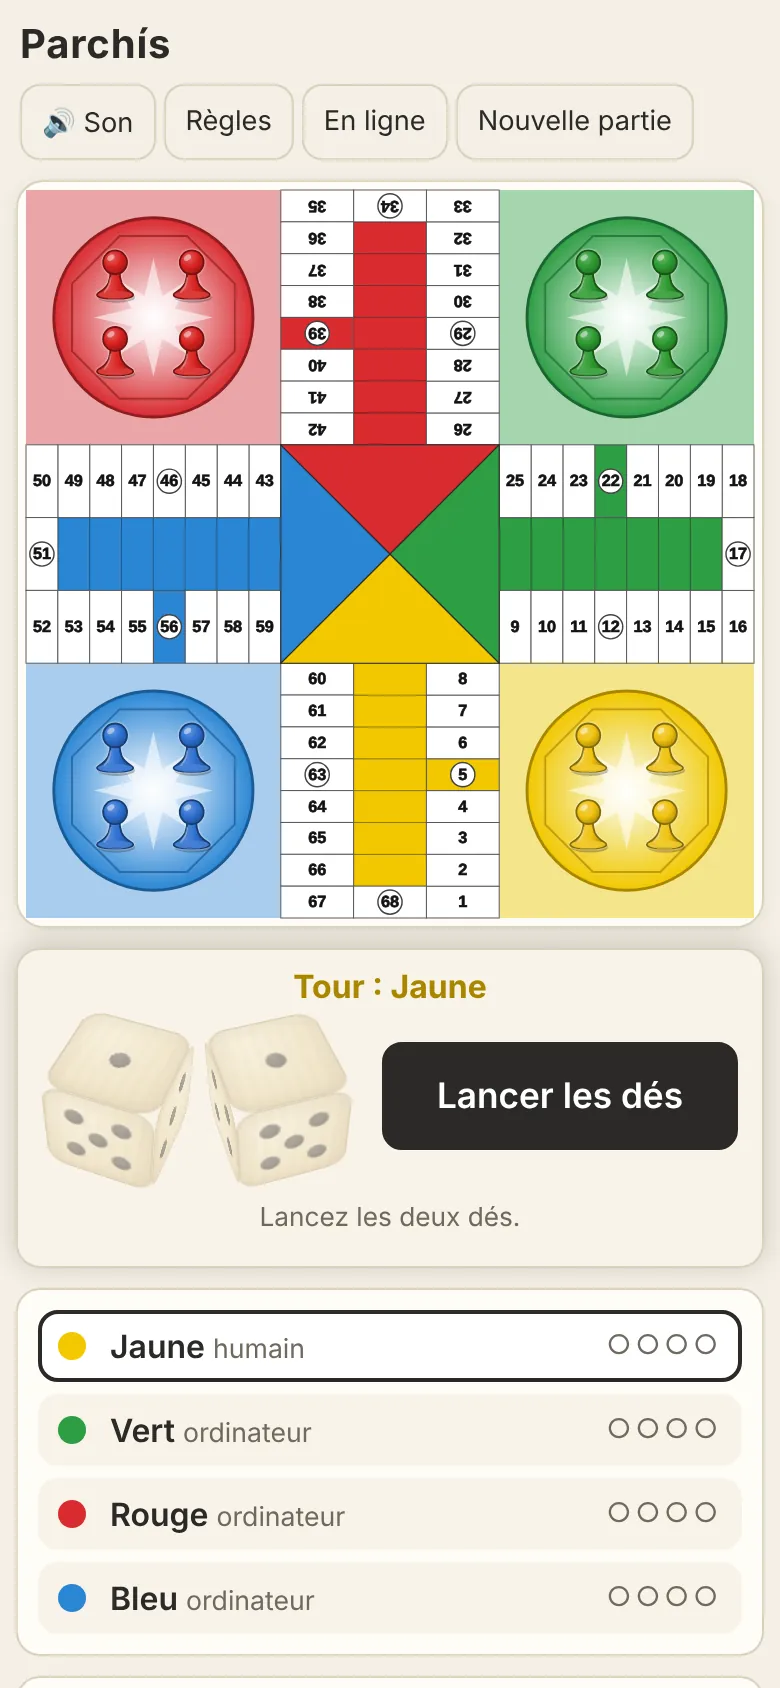 Parchís
Son Règles En ligne Nouvelle partie
35 34 33
36 32
37 31
38 30
39 29
40 28
41 27
42 26
50 49 48 47 46 45 44 43 25 24 23 22 21 20 19 18
51 17
52 53 54 55 56 57 58 59 9 10 11 12 13 14 15 16
60 8
61 7
62 6
63 5
64 4
65 3
66 2
67 68 1
Tour : Jaune
Lancer les dés
Lancez les deux dés.
Jaune humain
Vert ordinateur
Rouge ordinateur
Bleu ordinateur